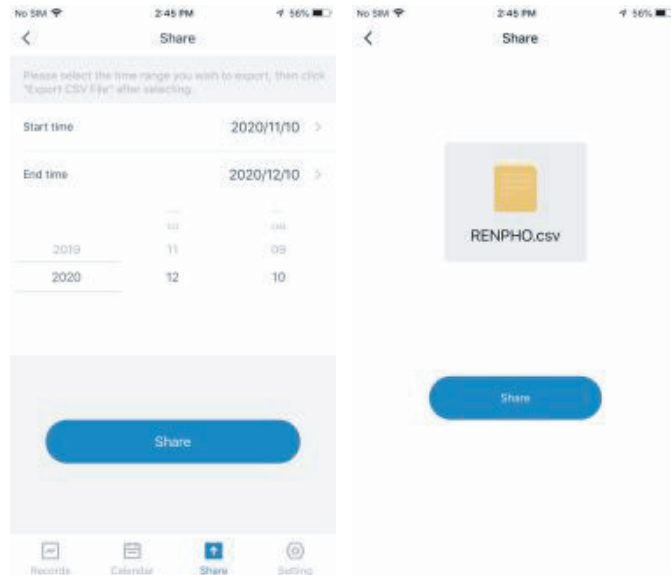 No SIM 2:45 PM 56%
Share
Please select the time range you wish to export, then click
"Export CSV File" after selecting.
Start time 2020/11/10
End time 2020/12/10
2019 11 09
2020 12 10
Share
Records Calendar Share Setting
No SIM 2:45 PM 56%
Share
RENPHO.csv
Share